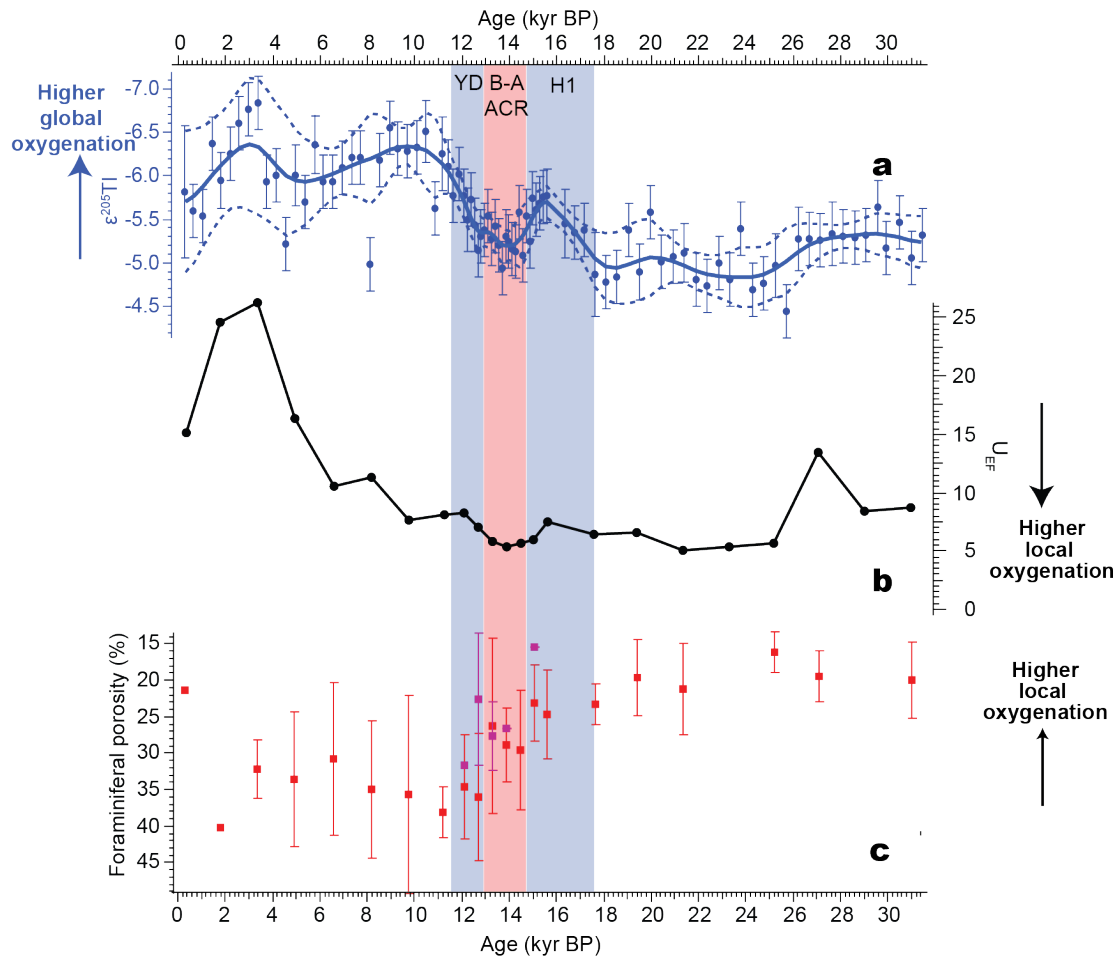 Age (kyr BP)
0 2 4 6 8 10 12 14 16 18 20 22 24 26 28 30
YD B-A H1
ACR
a
Higher
global
oxygenation
-7.0
-6.5
-6.0
-5.5
-5.0
-4.5
ε205Tl
25
20
15
10
5
0
UEF
Higher
local
oxygenation
b
Foraminiferal porosity (%)
15
20
25
30
35
40
45
Higher
local
oxygenation
c
0 2 4 6 8 10 12 14 16 18 20 22 24 26 28 30
Age (kyr BP)